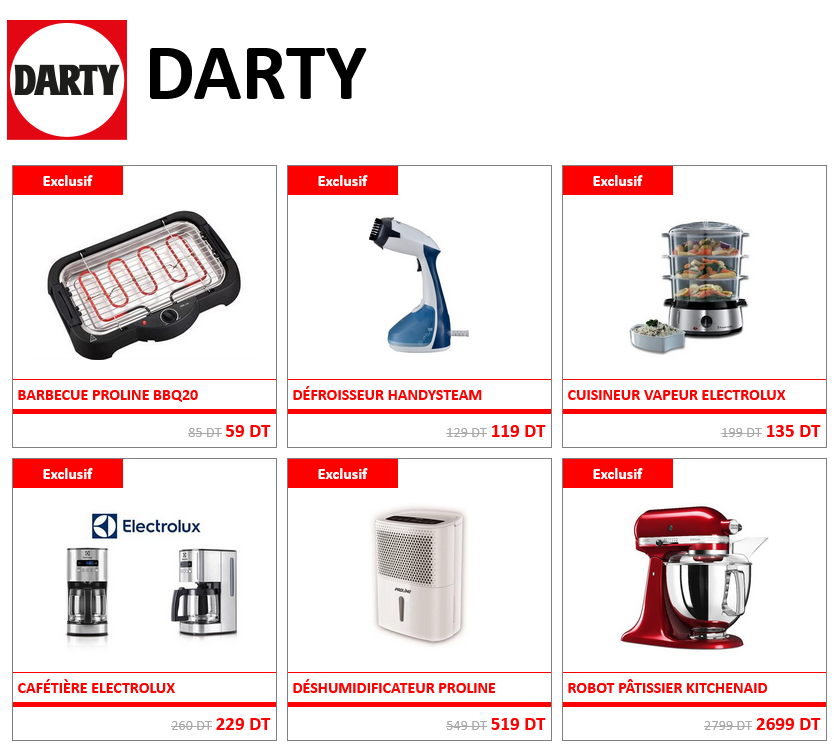 DARTY
DARTY
Exclusif
BARBECUE PROLINE BBQ20
85 DT 59 DT
Exclusif
DÉFROISSEUR HANDYSTEAM
129 DT 119 DT
Exclusif
CUISINEUR VAPEUR ELECTROLUX
199 DT 135 DT
Exclusif
Electrolux
CAFÉTIÈRE ELECTROLUX
260 DT 229 DT
Exclusif
PROLINE
DÉSHUMIDIFICATEUR PROLINE
549 DT 519 DT
Exclusif
ROBOT PÂTISSIER KITCHENAID
2799 DT 2699 DT